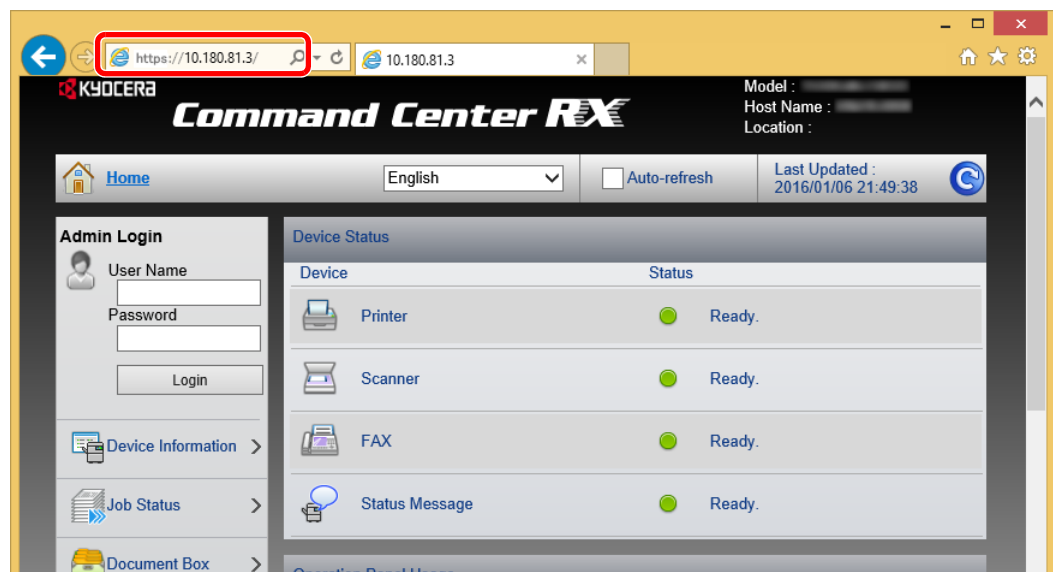 https://10.180.81.3/
10.180.81.3
KYOCERA
Command Center RX
Model :
Host Name :
Location :
Home
English
Auto-refresh
Last Updated :
2016/01/06 21:49:38
Admin Login
User Name
Password
Login
Device Information
Job Status
Document Box
Device Status
Device Status
Printer Ready.
Scanner Ready.
FAX Ready.
Status Message Ready.